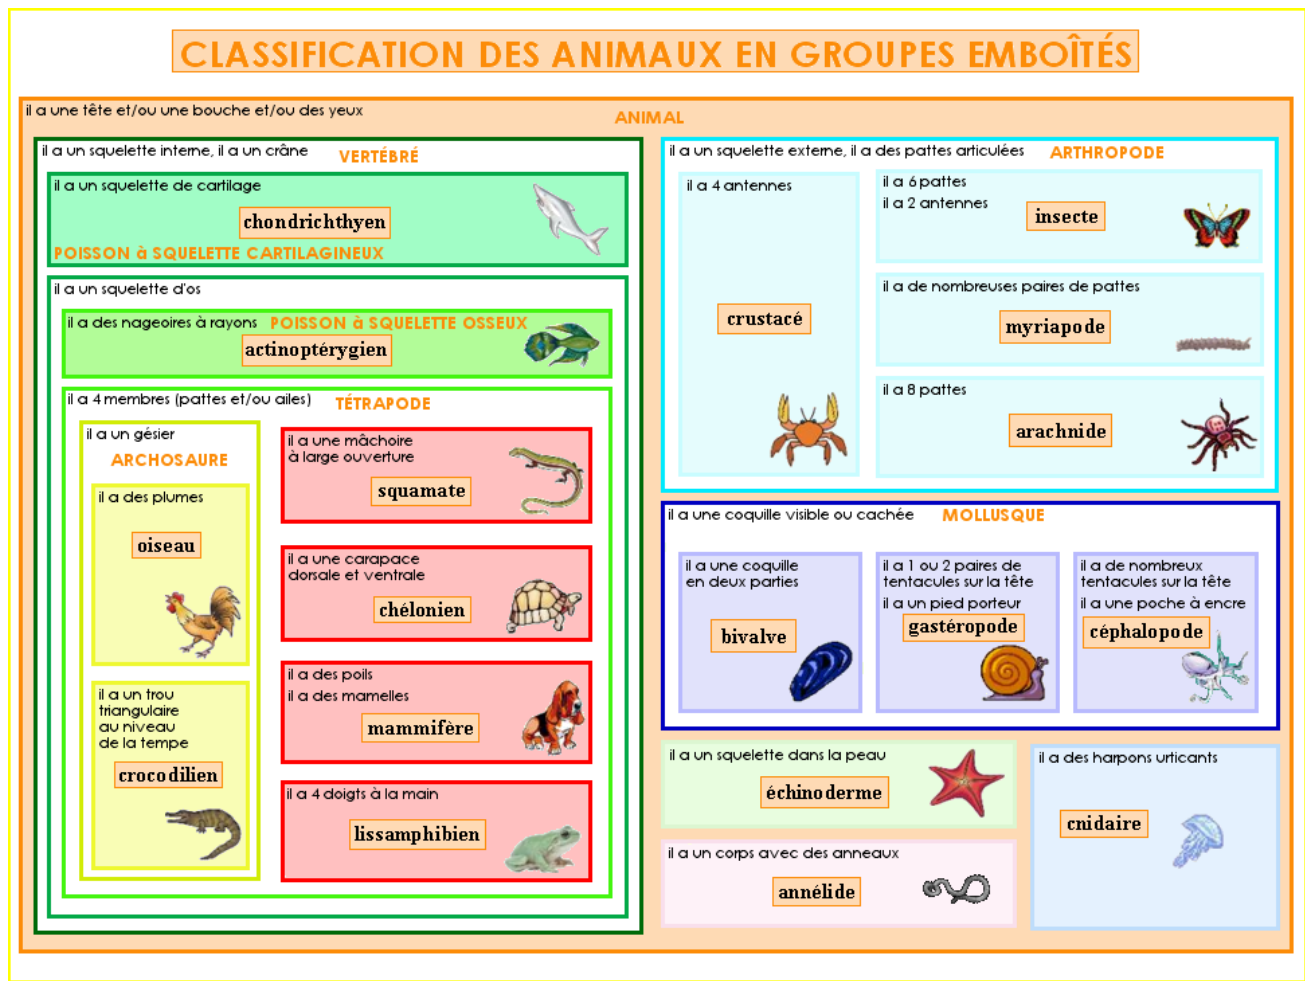 CLASSIFICATION DES ANIMAUX EN GROUPES EMBOÎTÉS
il a une tête et/ou une bouche et/ou des yeux
ANIMAL
il a un squelette interne, il a un crâne
VERTÉBRÉ
il a un squelette de cartilage
chondrichthyen
POISSON à SQUELETTE CARTILAGINEUX
il a un squelette d'os
il a des nageoires à rayons
POISSON à SQUELETTE OSSEUX
actinoptérygien
il a 4 membres (pattes et/ou ailes)
TÉTRAPODE
il a un gésier
ARCHOSAURE
il a des plumes
oiseau
il a un trou
triangulaire
au niveau
de la tempe
crocodilien
il a une mâchoire
à large ouverture
squamate
il a une carapace
dorsale et ventrale
chélonien
il a des poils
il a des mamelles
mammifère
il a 4 doigts à la main
lissamphibien
il a un squelette externe, il a des pattes articulées
ARTHROPODE
il a 4 antennes
crustacé
il a 6 pattes
il a 2 antennes
insecte
il a de nombreuses paires de pattes
myriapode
il a 8 pattes
arachnide
il a une coquille visible ou cachée
MOLLUSQUE
il a une coquille
en deux parties
bivalve
il a 1 ou 2 paires de
tentacules sur la tête
il a un pied porteur
gastéropode
il a de nombreux
tentacules sur la tête
il a une poche à encre
céphalopode
il a un squelette dans la peau
échinoderme
il a un corps avec des anneaux
annélide
il a des harpons urticants
cnidaire